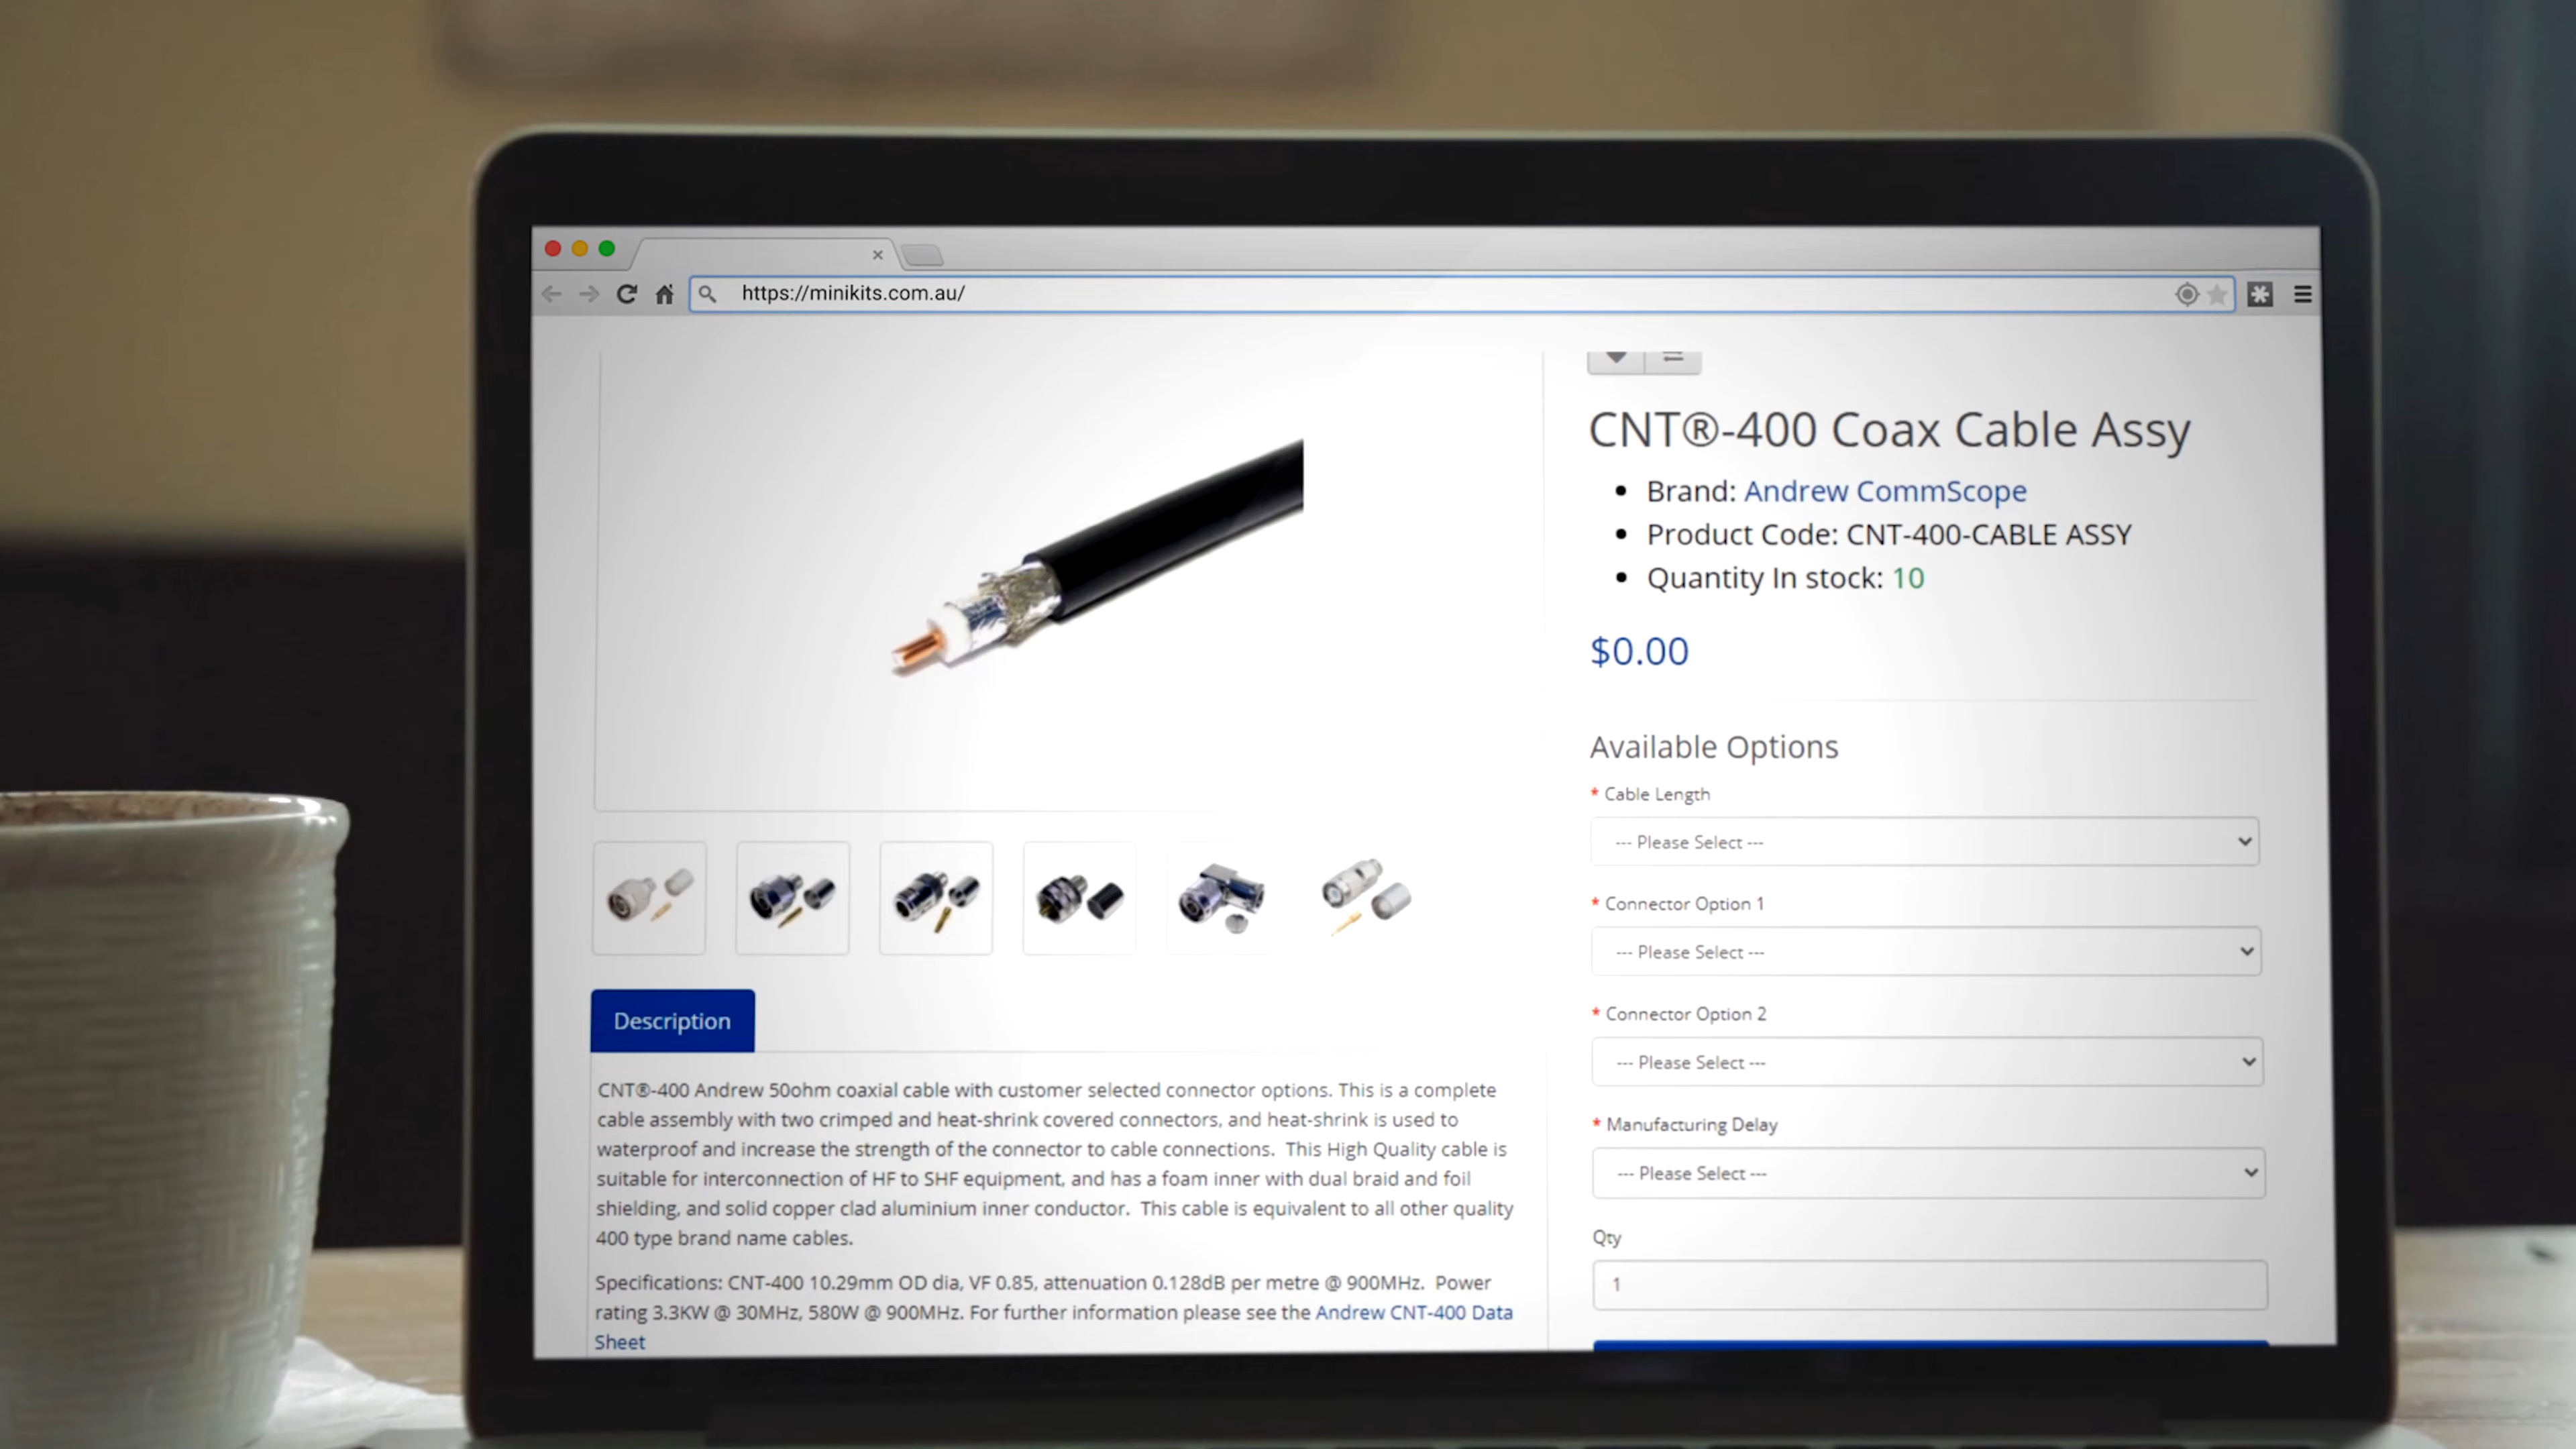 https://minikits.com.au/
CNT®-400 Coax Cable Assy
Brand: Andrew CommScope
Product Code: CNT-400-CABLE ASSY
Quantity In stock: 10
$0.00
Available Options
* Cable Length
--- Please Select ---
* Connector Option 1
--- Please Select ---
* Connector Option 2
--- Please Select ---
* Manufacturing Delay
--- Please Select ---
Qty
1
Description
CNT®-400 Andrew 50ohm coaxial cable with customer selected connector options. This is a complete
cable assembly with two crimped and heat-shrink covered connectors, and heat-shrink is used to
waterproof and increase the strength of the connector to cable connections. This High Quality cable is
suitable for interconnection of HF to SHF equipment, and has a foam inner with dual braid and foil
shielding, and solid copper clad aluminium inner conductor. This cable is equivalent to all other quality
400 type brand name cables.
Specifications: CNT-400 10.29mm OD dia, VF 0.85, attenuation 0.128dB per metre @ 900MHz. Power
rating 3.3KW @ 30MHz, 580W @ 900MHz. For further information please see the Andrew CNT-400 Data
Sheet